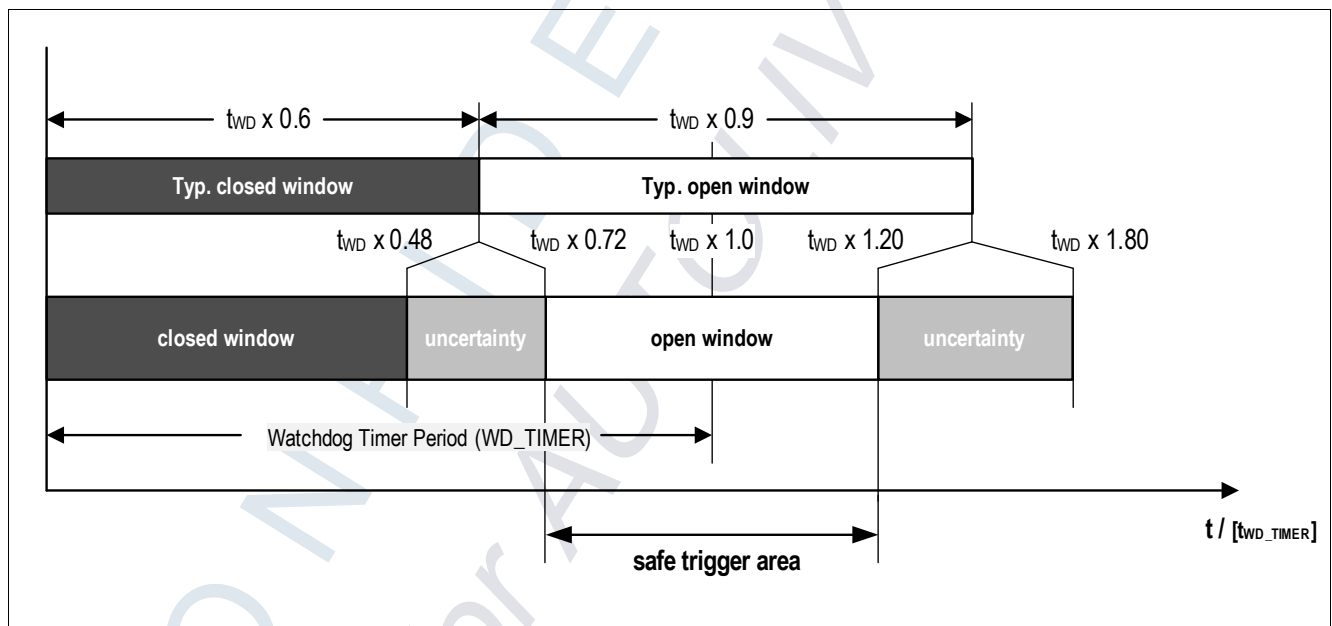 tWD x 0.6
tWD x 0.9
Typ. closed window
Typ. open window
tWD x 0.48
tWD x 0.72
tWD x 1.0
tWD x 1.20
tWD x 1.80
closed window
uncertainty
open window
uncertainty
Watchdog Timer Period (WD_TIMER)
t / [tWD_TIMER]
safe trigger area